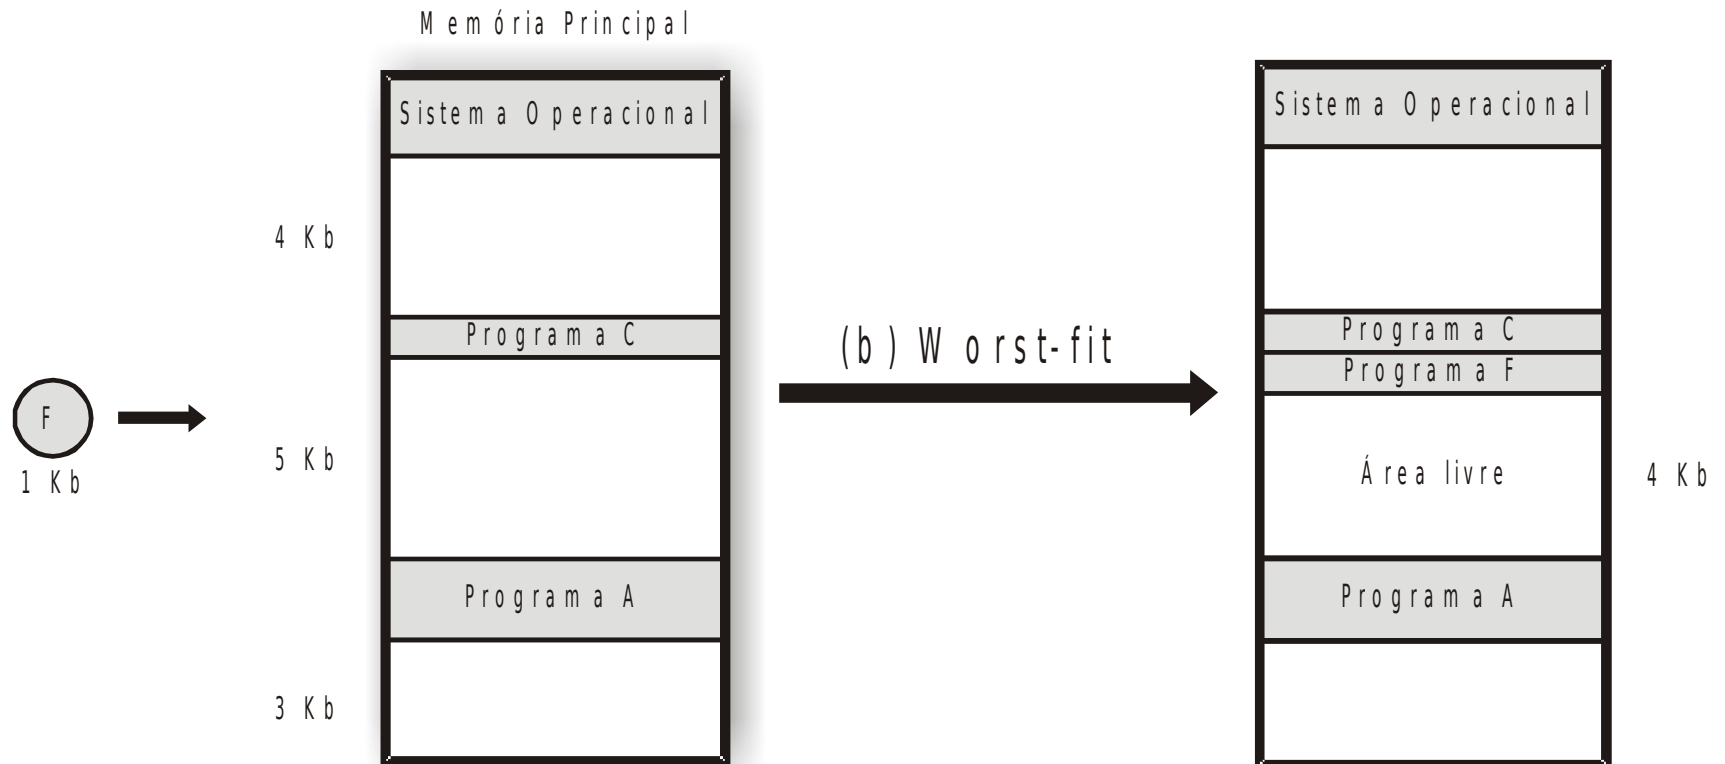 Memória Principal
Sistema Operacional
4 Kb
Programa C
F
1 Kb
5 Kb
Programa A
3 Kb
(b) Worst-fit
Sistema Operacional
Programa C
Programa F
Área livre
4 Kb
Programa A